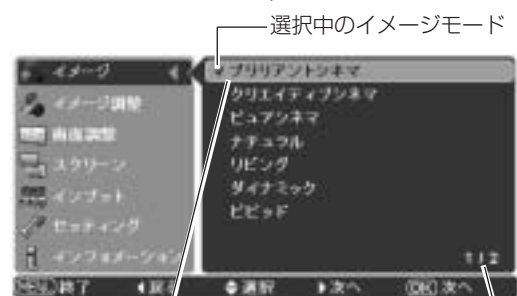 選択中のイメージモード
イメージ
イメージ調整
画面調整
スクリーン
インプット
セッティング
インフォメーション
✓ブリリアントシネマ
クリエイティブシネマ
ピュアシネマ
ナチュラル
リビング
ダイナミック
ビビッド
1/2
MENU 終了 戻る 選択 次へ OK 次へ